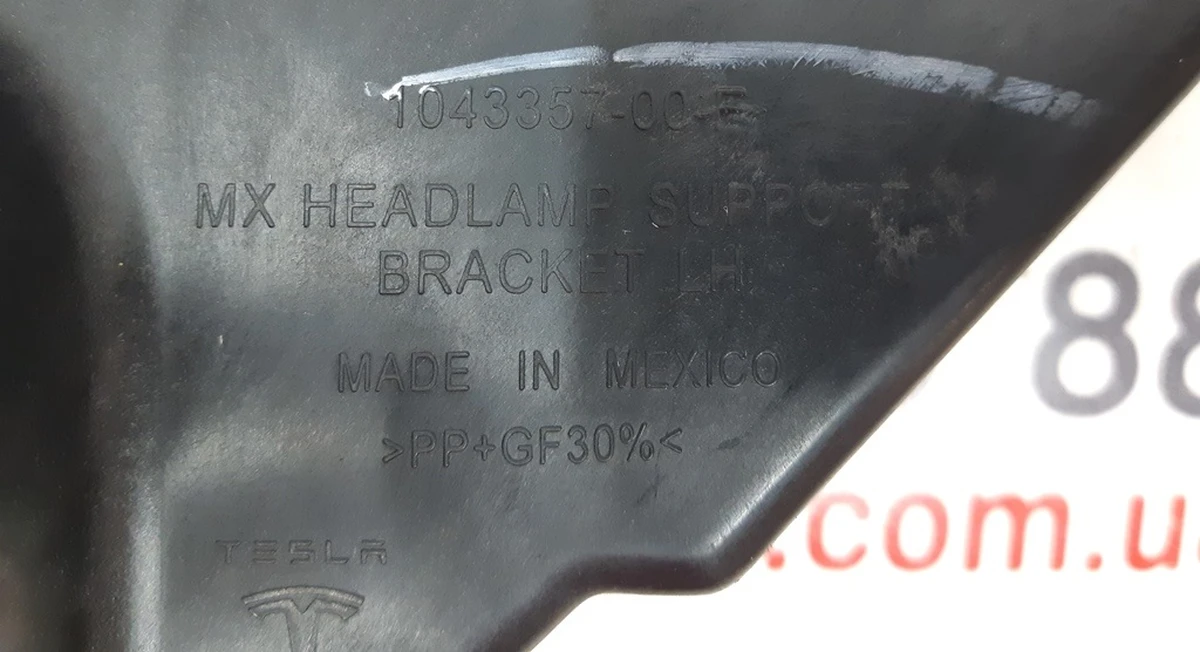 1043357-00-E
MX HEADLAMP SUPPORT
BRACKET LH
MADE IN MEXICO
>PP+GF30%<
TESLA
88
.com.u